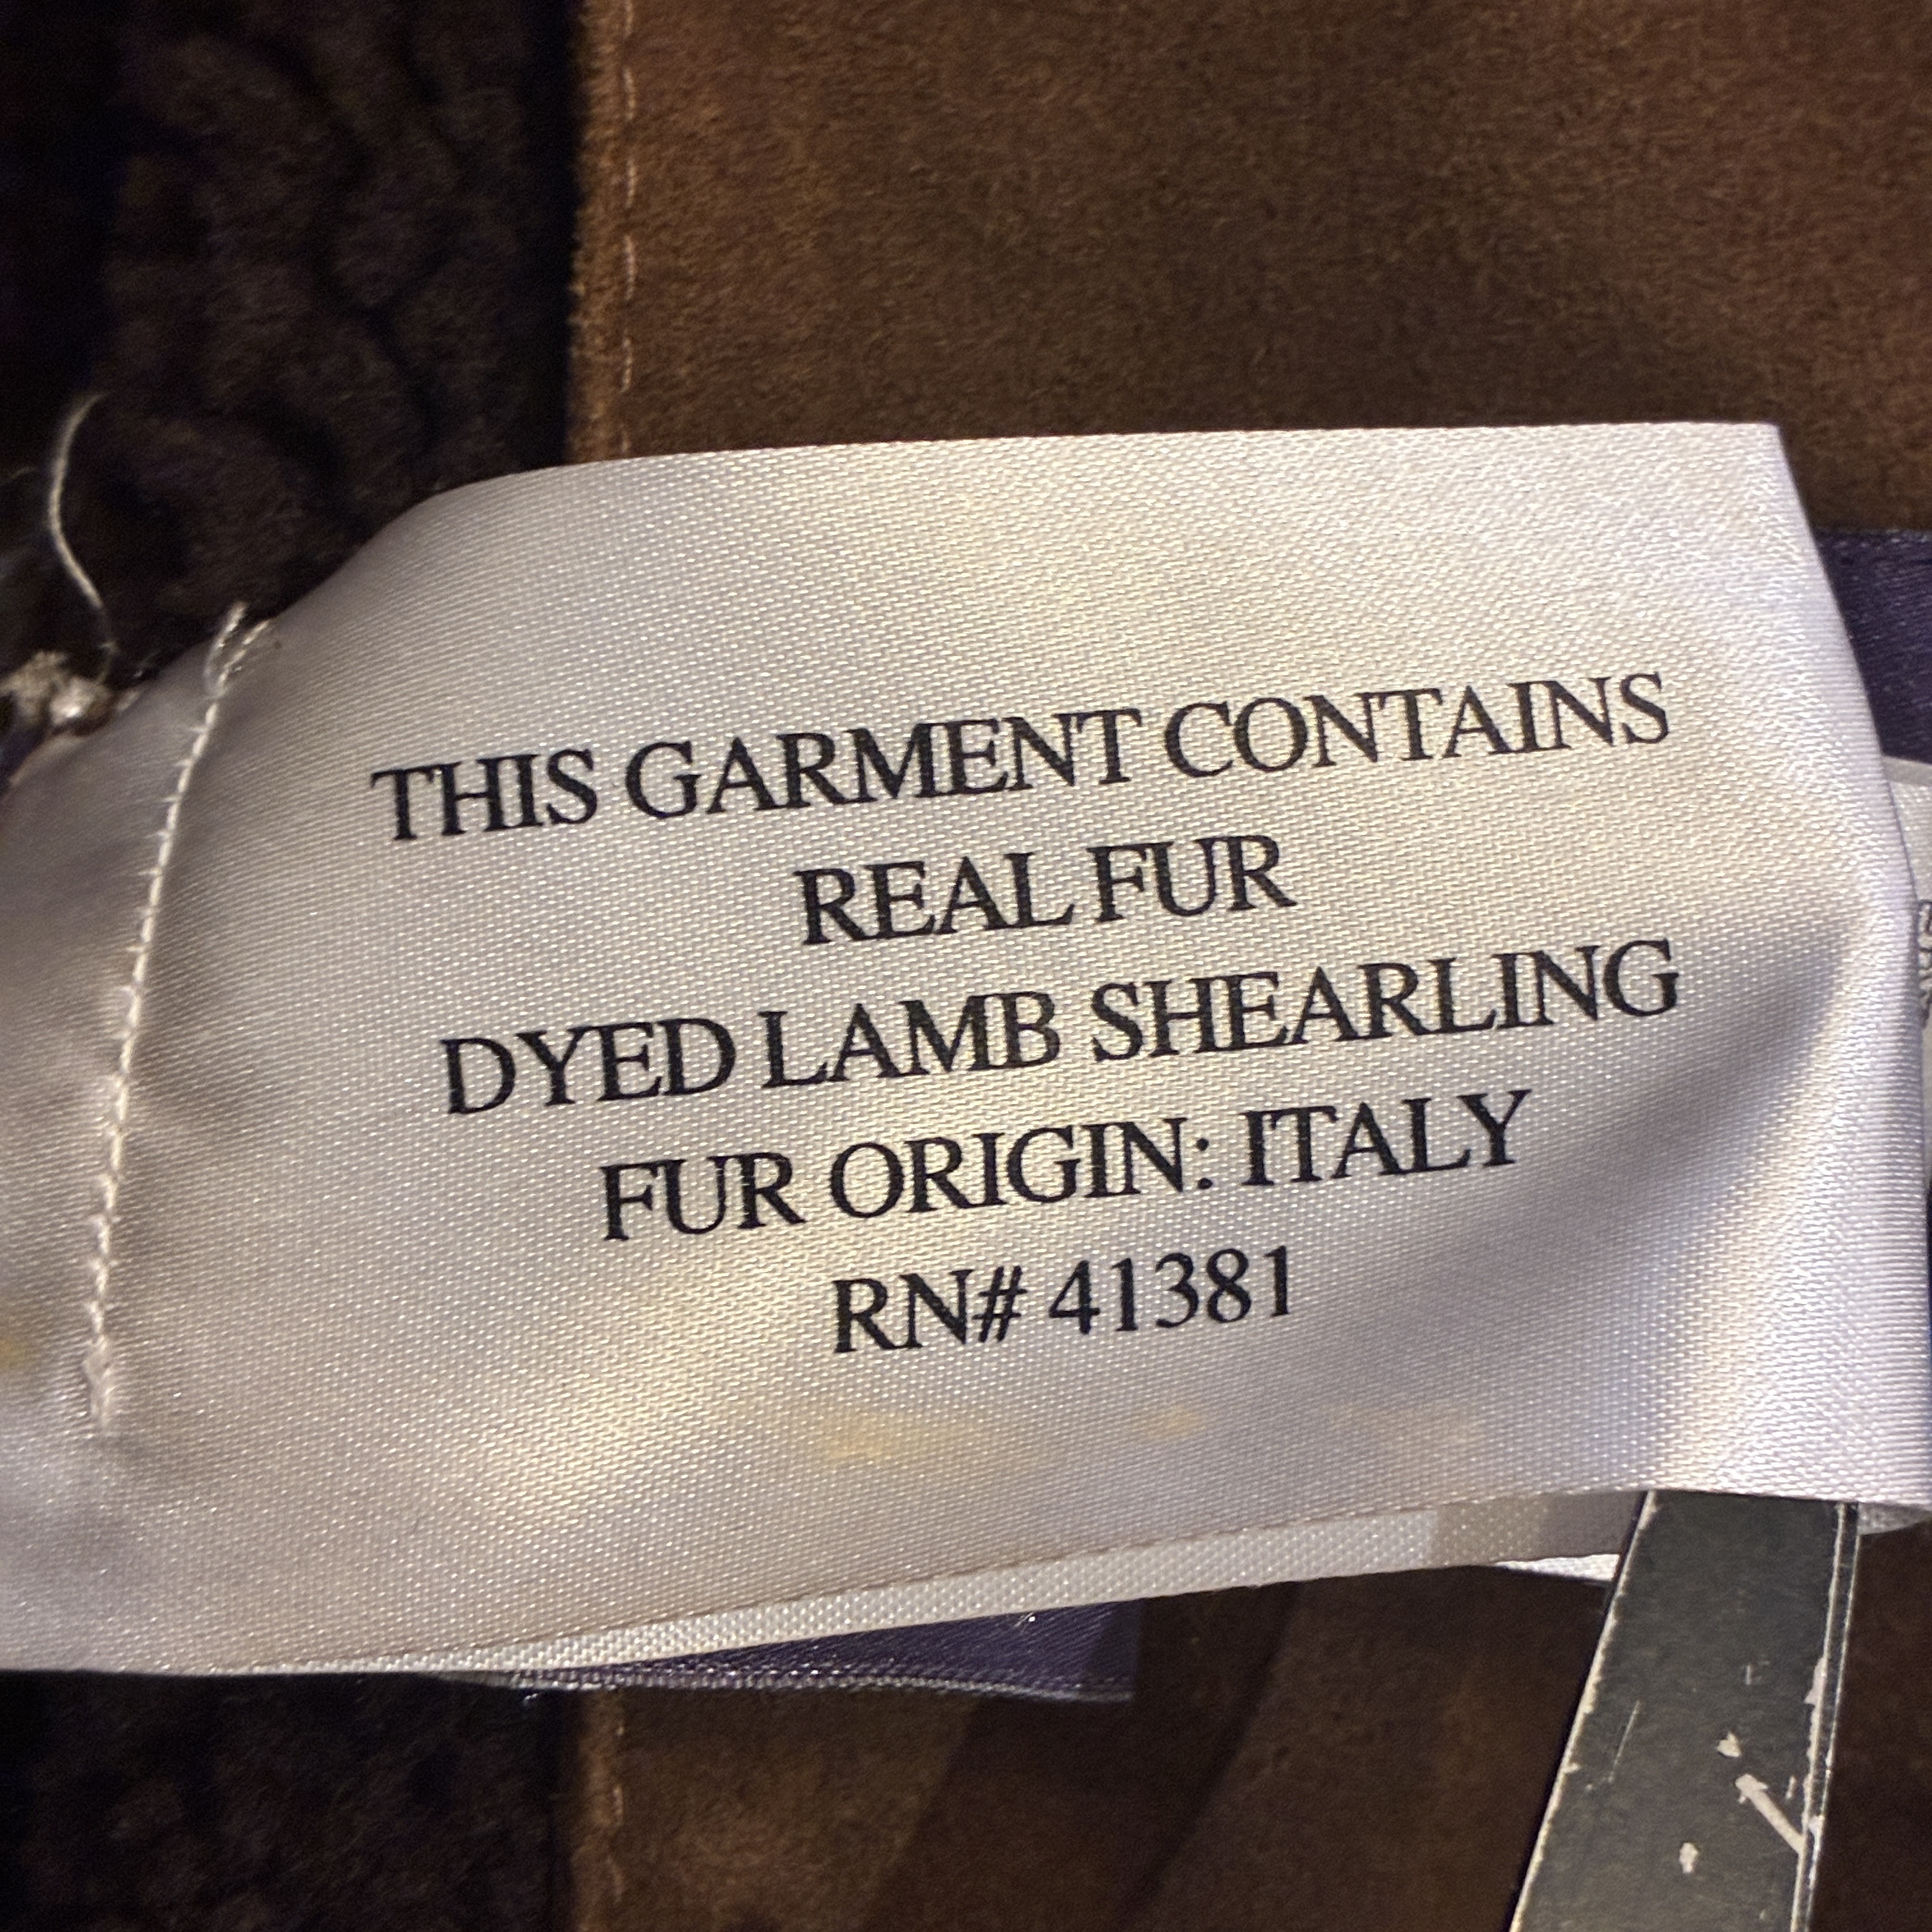 THIS GARMENT CONTAINS
REAL FUR
DYED LAMB SHEARLING
FUR ORIGIN: ITALY
RN# 41381